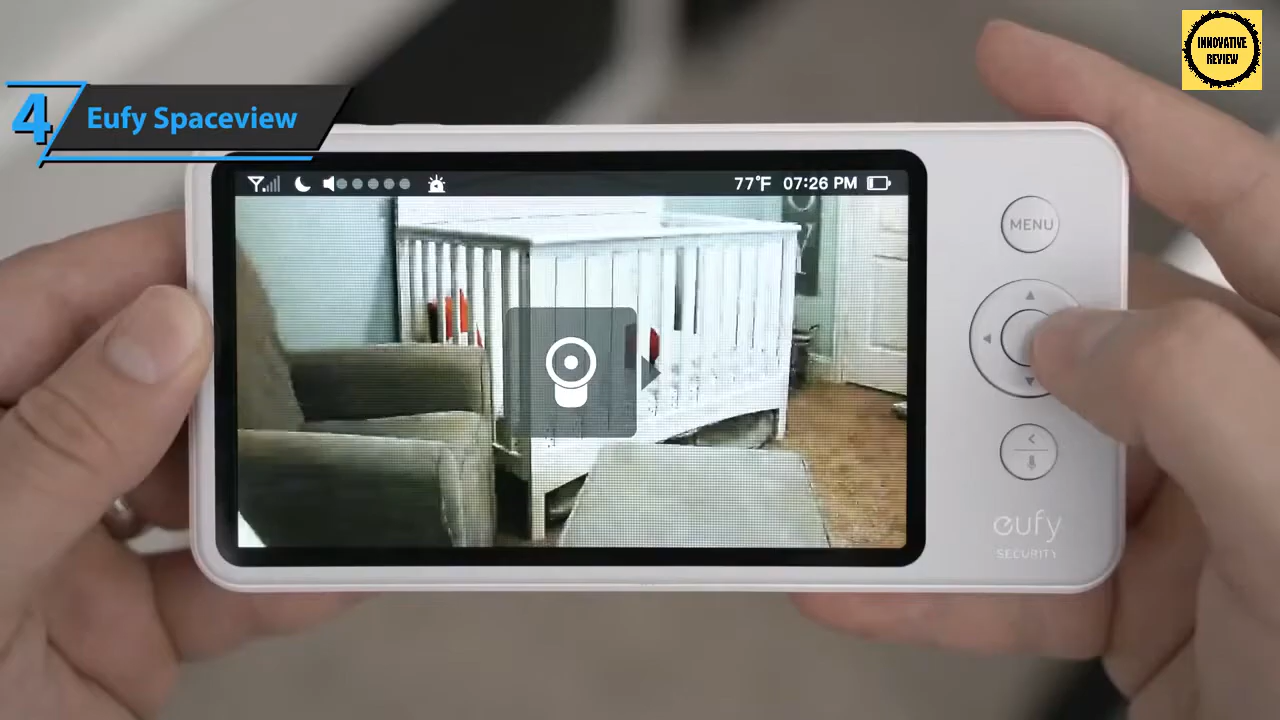 INNOVATIVE
REVIEW
4
Eufy Spaceview
77°F 07:26 PM
MENU
eufy
SECURITY